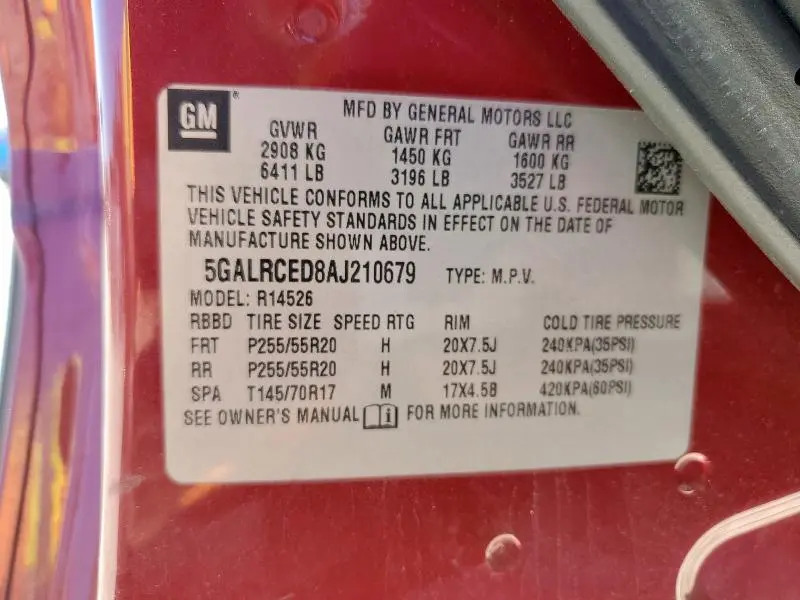 GM®
MFD BY GENERAL MOTORS LLC
GVWR GAWR FRT GAWR RR
2908 KG 1450 KG 1600 KG
6411 LB 3196 LB 3527 LB
THIS VEHICLE CONFORMS TO ALL APPLICABLE U.S. FEDERAL MOTOR
VEHICLE SAFETY STANDARDS IN EFFECT ON THE DATE OF
MANUFACTURE SHOWN ABOVE.
5GALRCED8AJ210679 TYPE: M.P.V.
MODEL: R14526
RBBD TIRE SIZE SPEED RTG RIM COLD TIRE PRESSURE
FRT P255/55R20 H 20X7.5J 240KPA(35PSI)
RR P255/55R20 H 20X7.5J 240KPA(35PSI)
SPA T145/70R17 M 17X4.5B 420KPA(60PSI)
SEE OWNER'S MANUAL i FOR MORE INFORMATION.